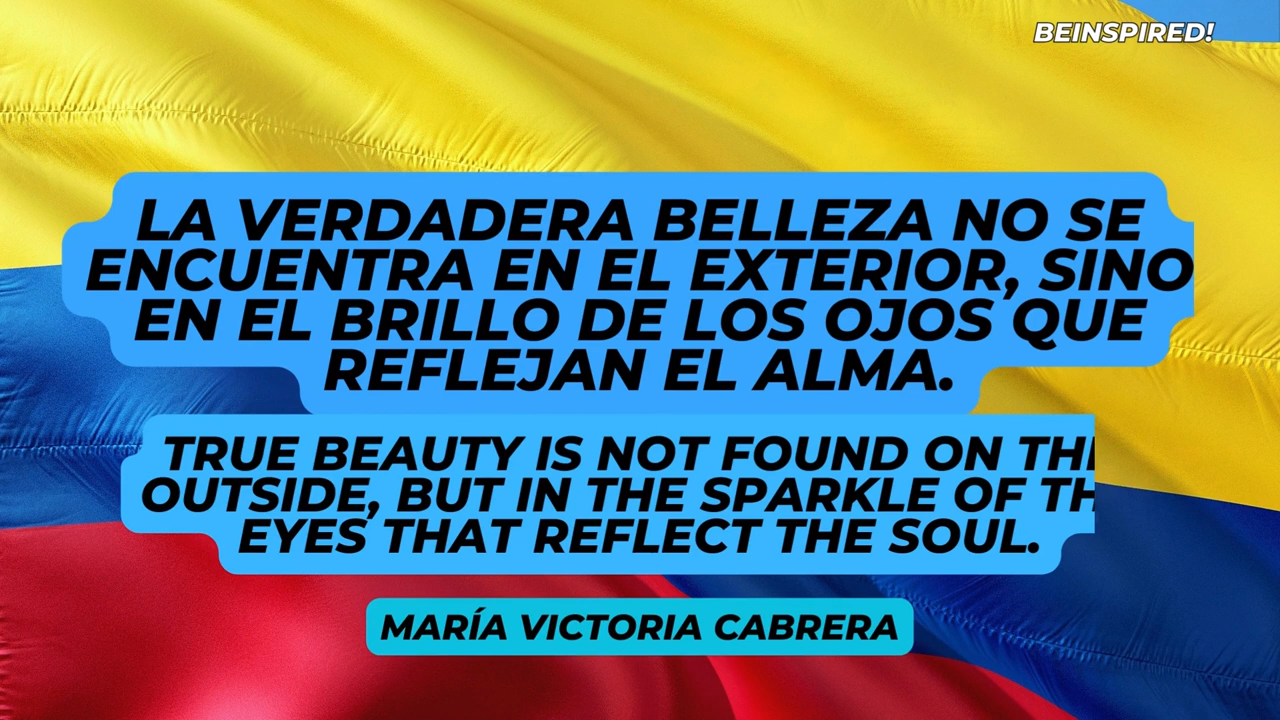 BEINSPIRED!
LA VERDADERA BELLEZA NO SE
ENCUENTRA EN EL EXTERIOR, SINO
EN EL BRILLO DE LOS OJOS QUE
REFLEJAN EL ALMA.
TRUE BEAUTY IS NOT FOUND ON TH
OUTSIDE, BUT IN THE SPARKLE OF TH
EYES THAT REFLECT THE SOUL.
MARÍA VICTORIA CABRERA